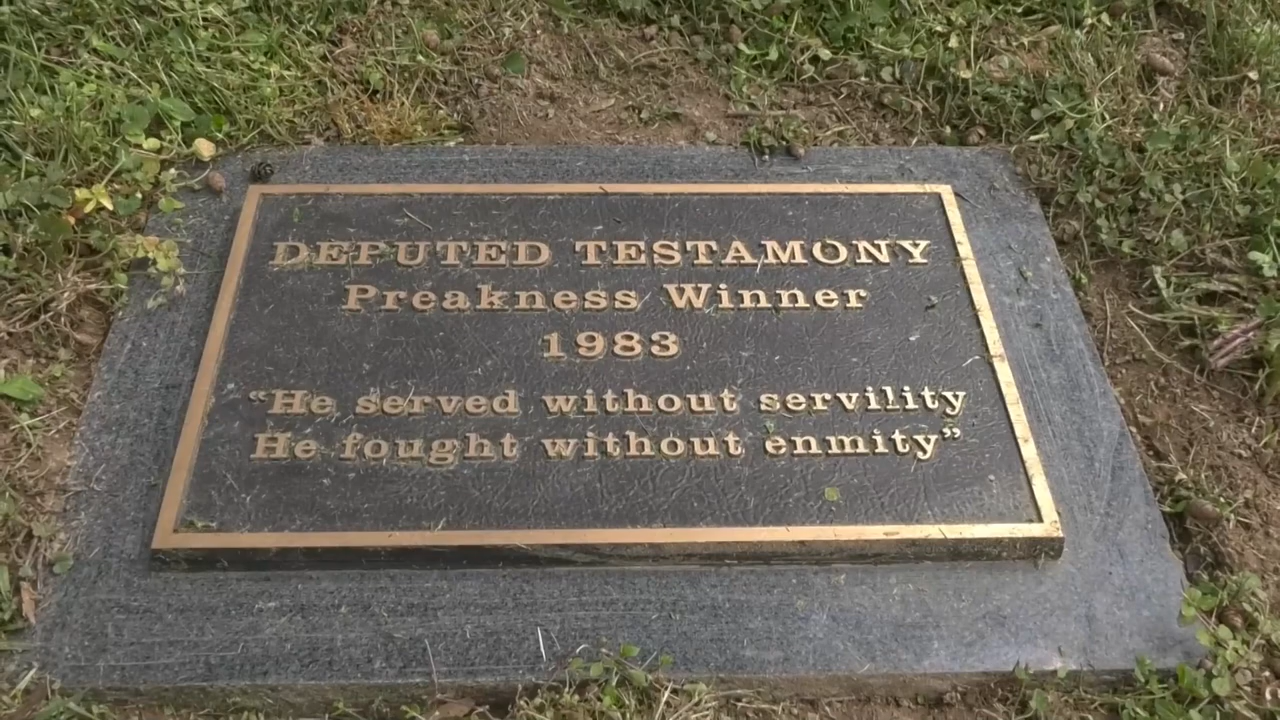 DEPUTED TESTAMONY
Preakness Winner
1983
“He served without servility
He fought without enmity”